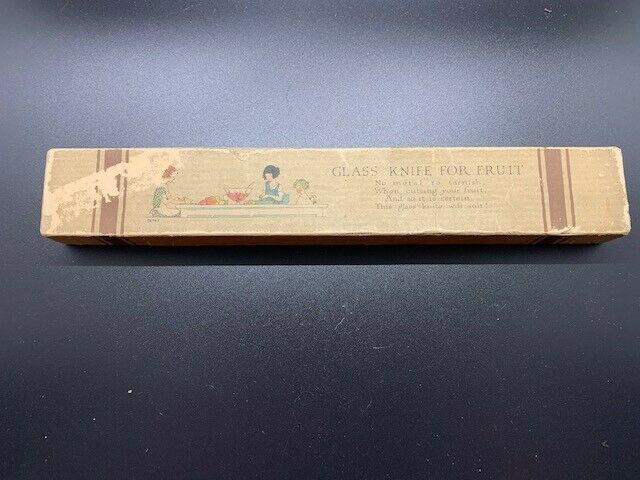 GLASS KNIFE FOR FRUIT
No metal to tarnish,
When cutting your fruit,
And so it is certain
This glass knife will suit!